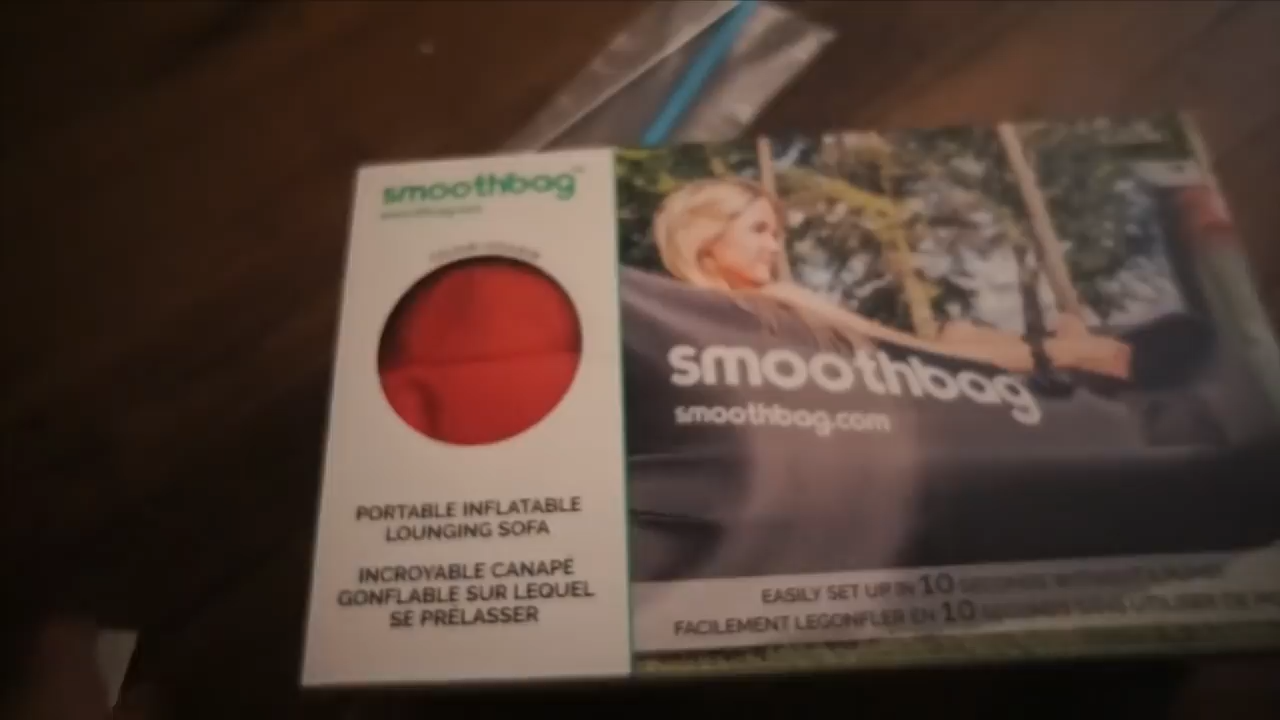 smoothbag™
PORTABLE INFLATABLE
LOUNGING SOFA
INCROYABLE CANAPÉ
GONFLABLE SUR LEQUEL
SE PRÉLASSER
smoothbag
smoothbag.com
EASILY SET UP IN 10
FACILEMENT LEGONFLER EN 10